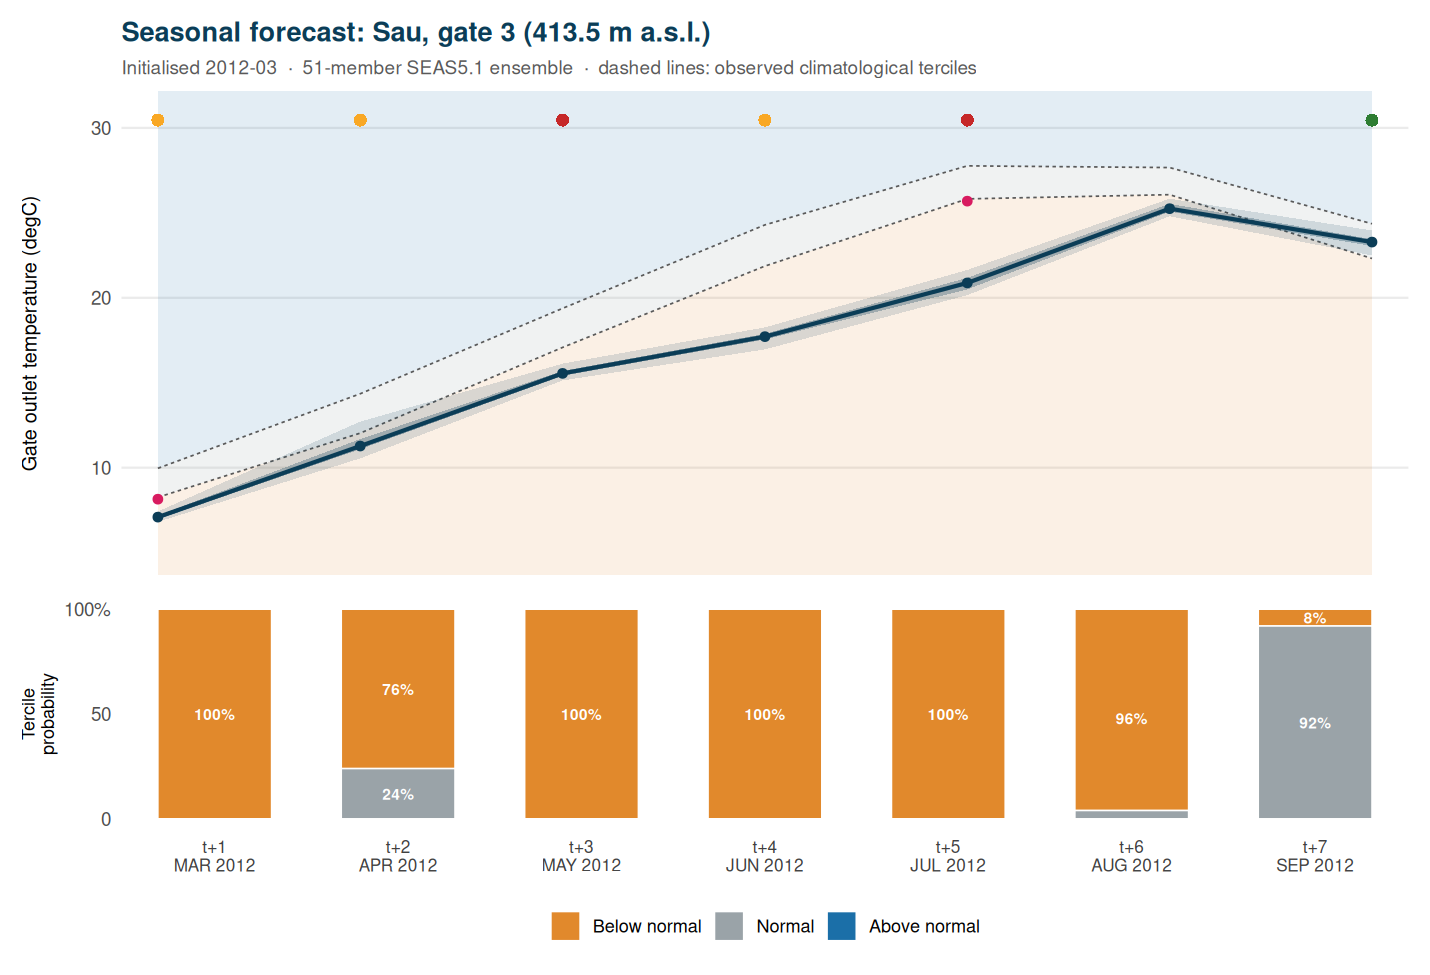 Seasonal forecast: Sau, gate 3 (413.5 m a.s.l.)
Initialised 2012-03 · 51-member SEAS5.1 ensemble · dashed lines: observed climatological terciles
Gate outlet temperature (degC)
30
20
10
Tercile
probability
100%
50
0
100%
76%
24%
100%
100%
100%
96%
8%
92%
t+1
MAR 2012
t+2
APR 2012
t+3
MAY 2012
t+4
JUN 2012
t+5
JUL 2012
t+6
AUG 2012
t+7
SEP 2012
Below normal
Normal
Above normal